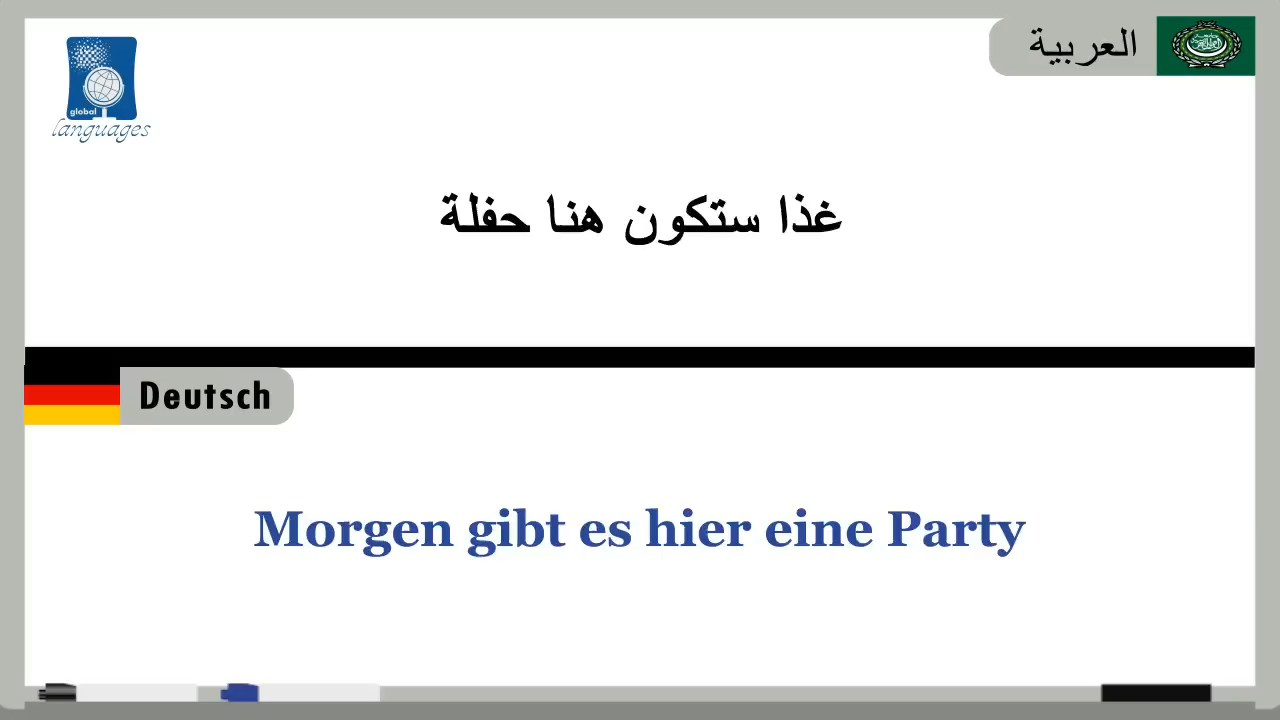 العربية
global
languages
غذا ستكون هنا حفلة
Deutsch
Morgen gibt es hier eine Party